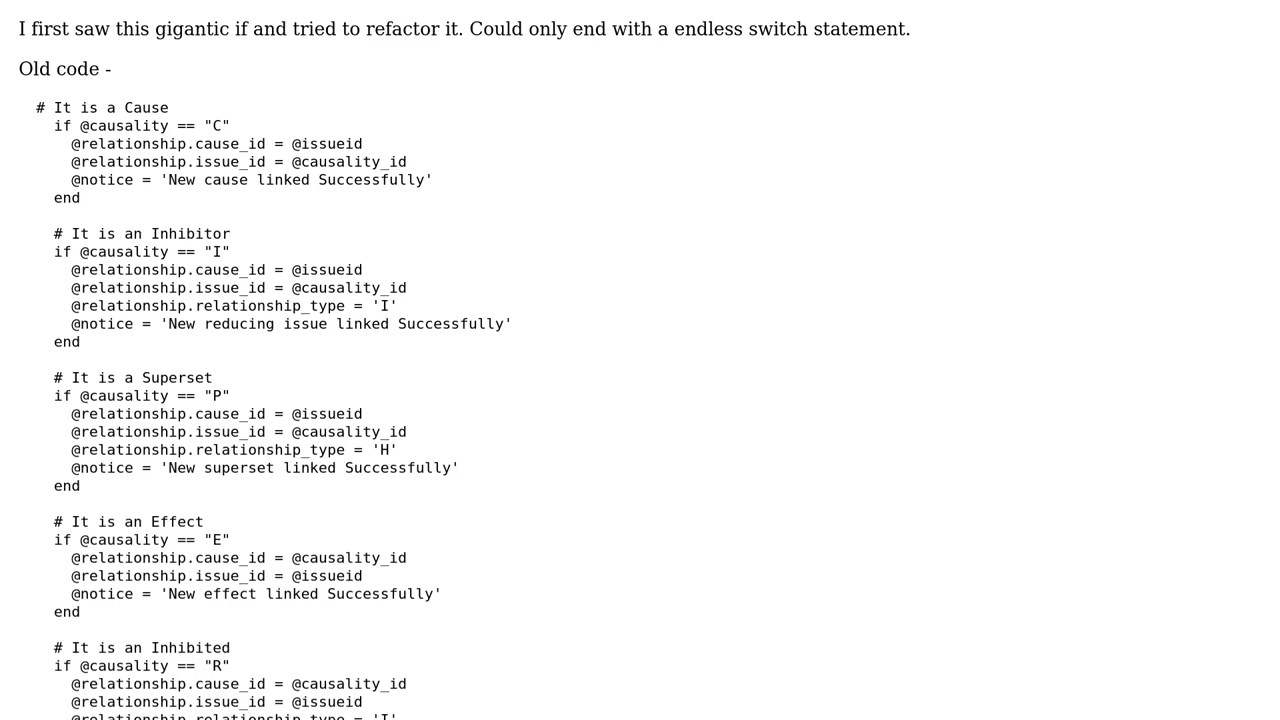 I first saw this gigantic if and tried to refactor it. Could only end with a endless switch statement.
Old code -
# It is a Cause
if @causality == "C"
@relationship.cause_id = @issueid
@relationship.issue_id = @causality_id
@notice = 'New cause linked Successfully'
end
# It is an Inhibitor
if @causality == "I"
@relationship.cause_id = @issueid
@relationship.issue_id = @causality_id
@relationship.relationship_type = 'I'
@notice = 'New reducing issue linked Successfully'
end
# It is a Superset
if @causality == "P"
@relationship.cause_id = @issueid
@relationship.issue_id = @causality_id
@relationship.relationship_type = 'H'
@notice = 'New superset linked Successfully'
end
# It is an Effect
if @causality == "E"
@relationship.cause_id = @causality_id
@relationship.issue_id = @issueid
@notice = 'New effect linked Successfully'
end
# It is an Inhibited
if @causality == "R"
@relationship.cause_id = @causality_id
@relationship.issue_id = @issueid
@relationship.relationship_type = 'I'